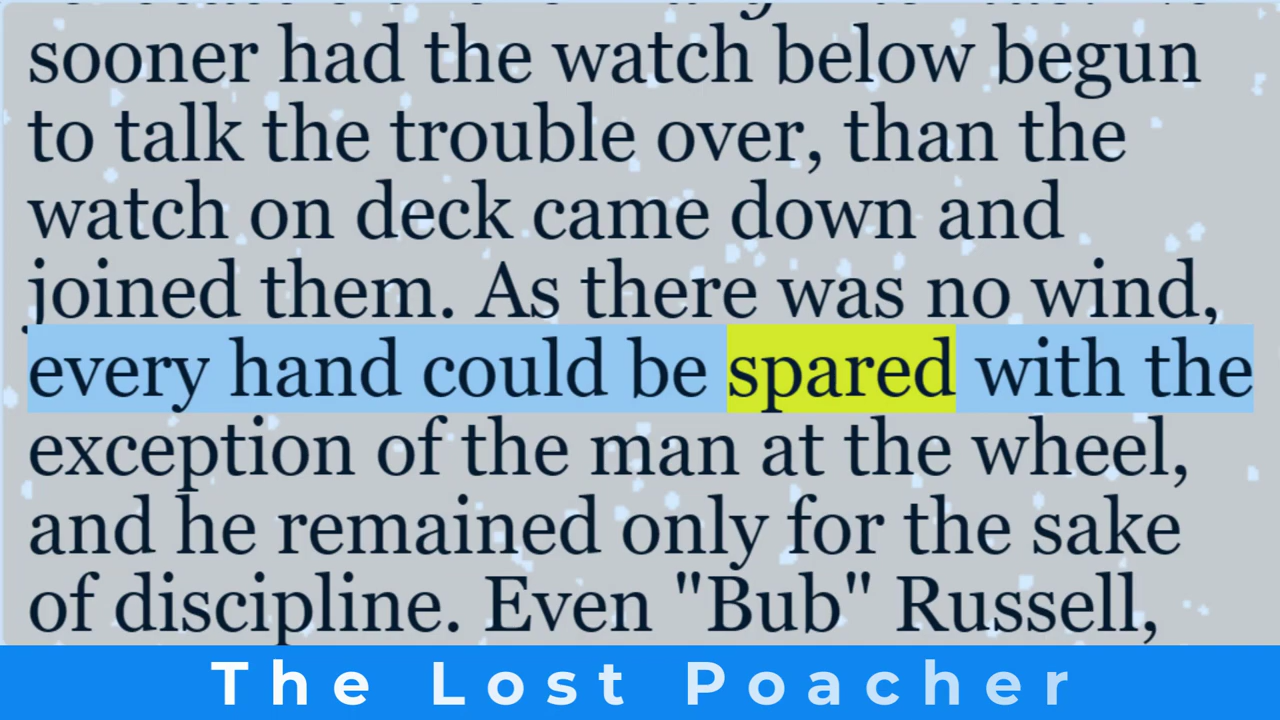 sooner had the watch below begun
to talk the trouble over, than the
watch on deck came down and
joined them. As there was no wind,
every hand could be spared with the
exception of the man at the wheel,
and he remained only for the sake
of discipline. Even "Bub" Russell,
The Lost Poacher